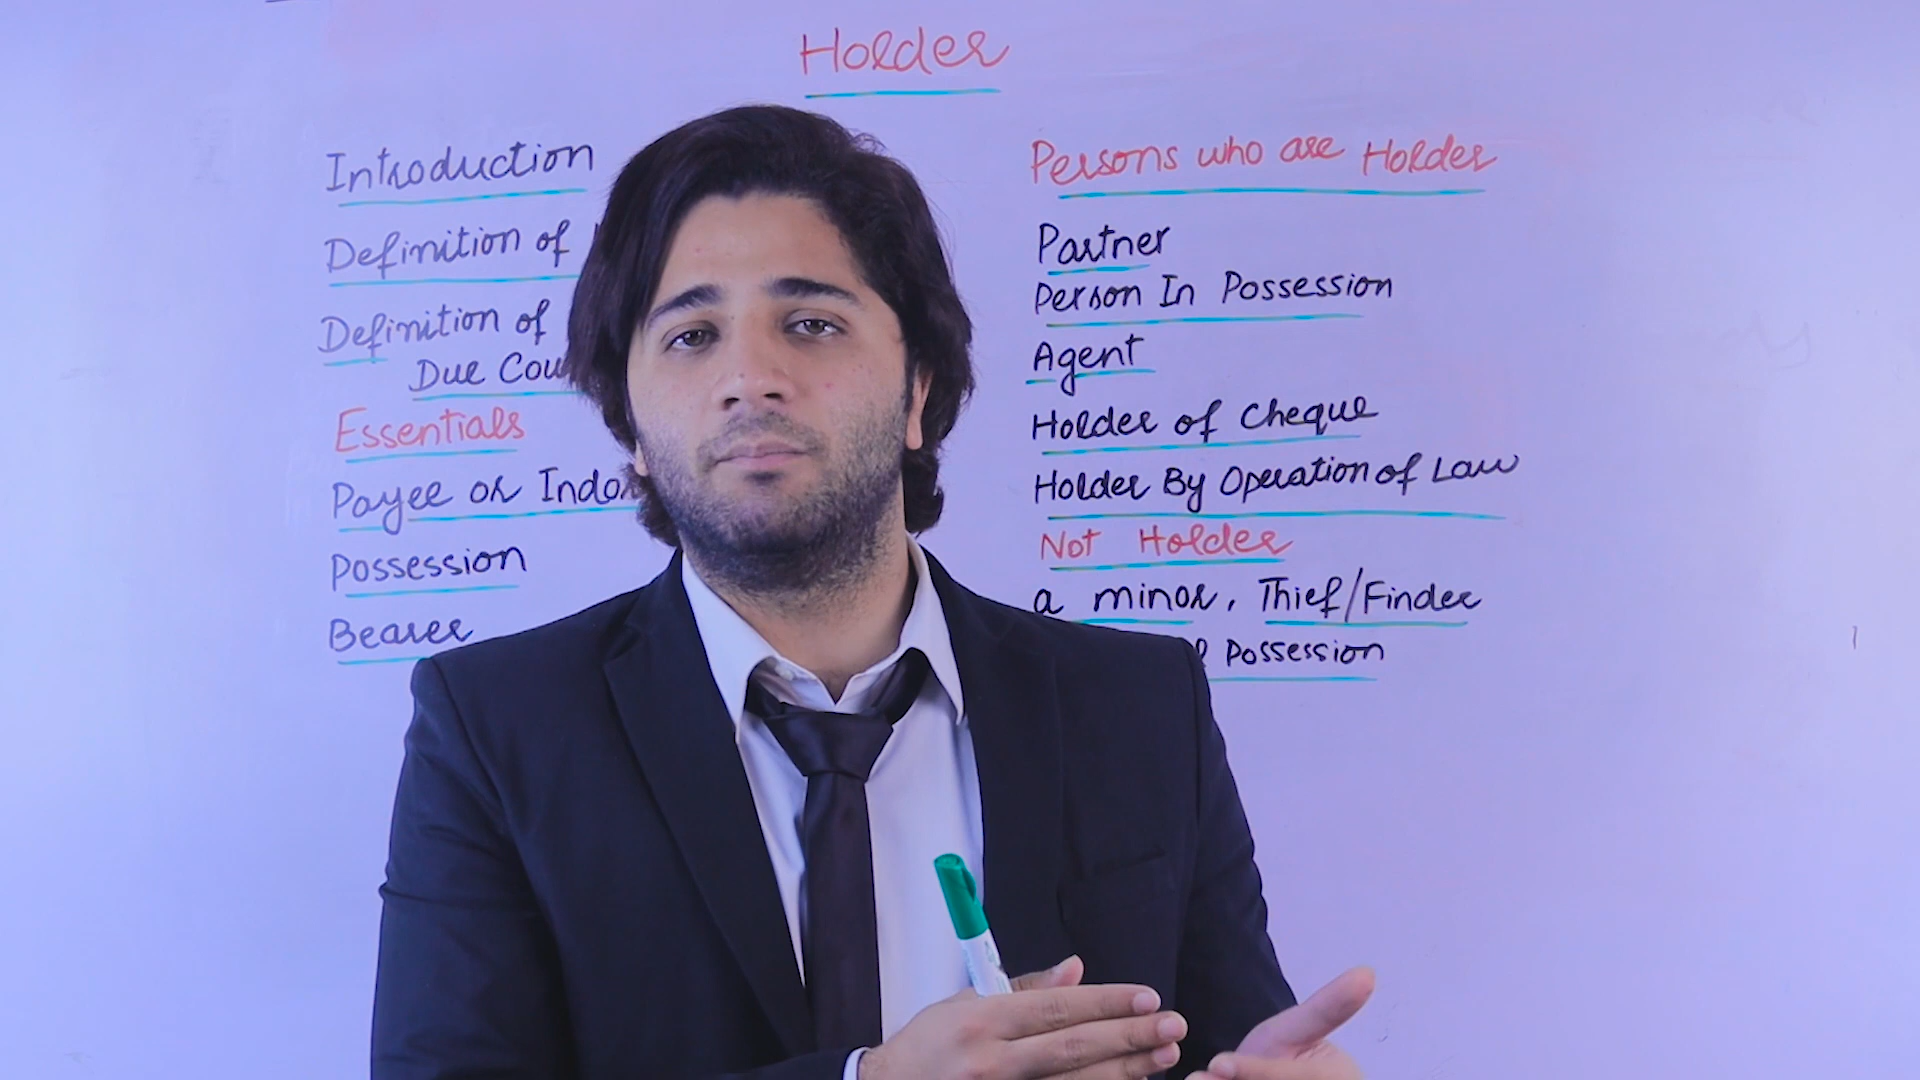 Holder
Introduction
Definition of
Definition of
Due Cou
Essentials
Payee or Indo
Possession
Bearer
Persons who are Holder
Partner
Person In Possession
Agent
Holder of Cheque
Holder By Operation of Law
Not Holder
a minor, Thief/Finder
Possession